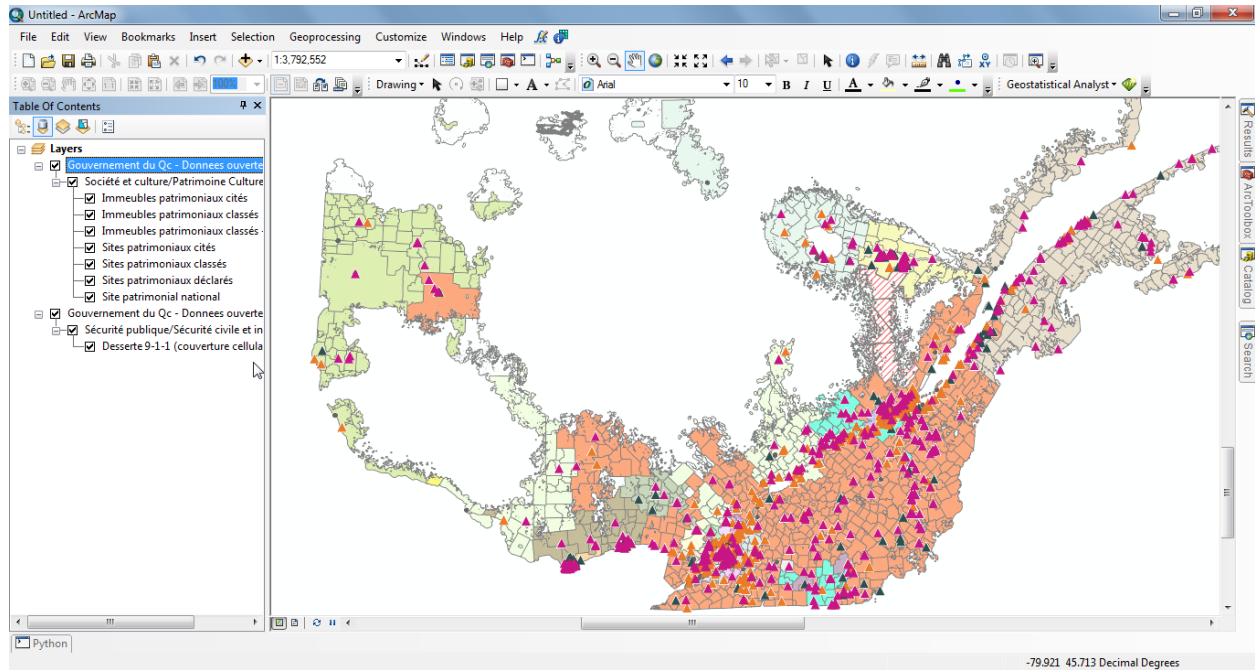 Untitled - ArcMap
File Edit View Bookmarks Insert Selection Geoprocessing Customize Windows Help
1:3,792,552
100% Drawing Arial 10 B I U A Geostatistical Analyst
Table Of Contents
Layers
Gouvernement du Qc - Donnees ouverte
Société et culture/Patrimoine Culture
Immeubles patrimoniaux cités
Immeubles patrimoniaux classés
Immeubles patrimoniaux classés -
Sites patrimoniaux cités
Sites patrimoniaux classés
Sites patrimoniaux déclarés
Site patrimonial national
Gouvernement du Qc - Donnees ouverte
Sécurité publique/Sécurité civile et in
Desserte 9-1-1 (couverture cellula
Results
ArcToolbox
Catalog
Search
Python
-79.921 45.713 Decimal Degrees